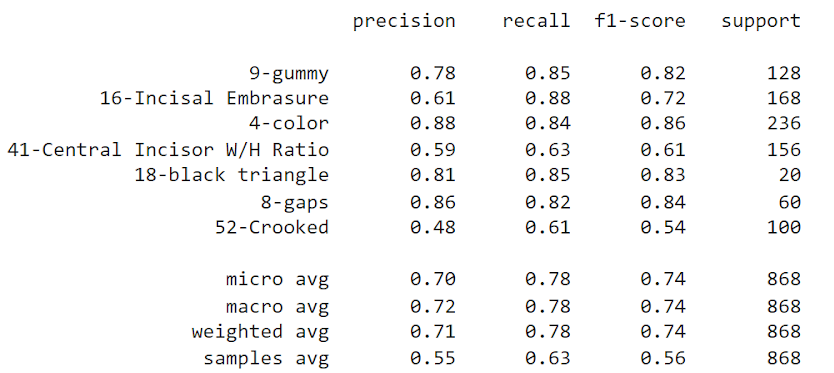 precision recall f1-score support
9-gummy 0.78 0.85 0.82 128
16-Incisal Embrasure 0.61 0.88 0.72 168
4-color 0.88 0.84 0.86 236
41-Central Incisor W/H Ratio 0.59 0.63 0.61 156
18-black triangle 0.81 0.85 0.83 20
8-gaps 0.86 0.82 0.84 60
52-Crooked 0.48 0.61 0.54 100
micro avg 0.70 0.78 0.74 868
macro avg 0.72 0.78 0.74 868
weighted avg 0.71 0.78 0.74 868
samples avg 0.55 0.63 0.56 868